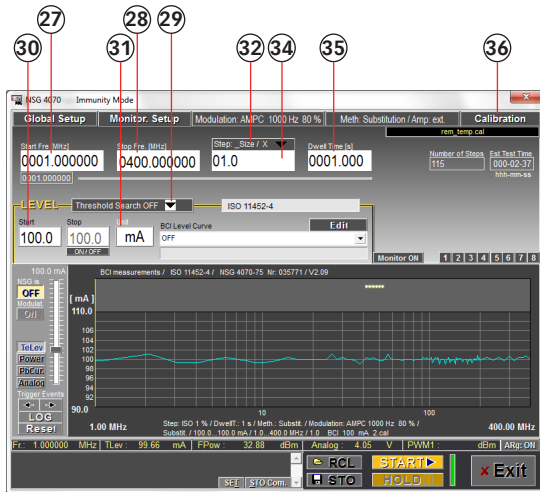 27 28 29
30 31 32 34 35 36
NSG 4070 Immunity Mode
Global Setup Monitor. Setup Modulation: AMPC 1000 Hz 80 % Meth: Substitution / Amp: ext. Calibration
rem_temp.cal
Start Fre.[MHz] Stop Fre. [MHz] Step: _Size / X Dwell Time [s]
0001.000000 0400.000000 01.0 0001.000
0001.000000
Number of Steps Est.Test Time
115 000-02-37
hhh-mm-ss
LEVEL Threshold Search OFF ISO 11452-4
Start Stop Unit BCI Level Curve Edit
100.0 100.0 mA OFF
ON / OFF
Monitor ON 1 2 3 4 5 6 7 8
100.0 mA BCI measurements / ISO 11452-4 / NSG 4070-75 Nr: 035771 / V2.09
NSG is
OFF
Modulat.
On
TeLev
Power
PbCur.
Analog
Trigger Events
LOG
Reset
[ mA ]
110.0
106
104
102
100
98
96
94
92
90.0
10 100
1.00 MHz 400.00 MHz
Step: ISO 1 % / DwellT.: 1 s / Meth.: Substit. / Modulation: AMPC 1000 Hz 80 % /
Substit. / 100.0...100.0 mA / 1.0...400.0 MHz / 1.0 BCI 100 mA 2.cal
Fr.: 1.000000 MHz TLev: 99.66 mA FPow: 32.88 dBm Analog: 4.05 V PWM1: dBm ARg: ON
RCL START
SET STO Com. STO HOLD Exit